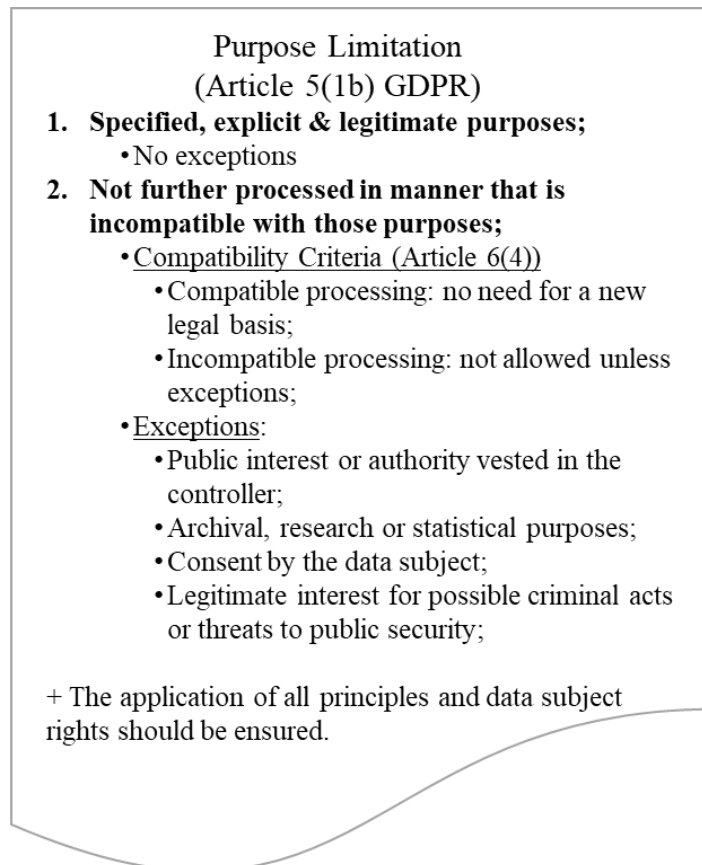 Purpose Limitation
(Article 5(1b) GDPR)
1. Specified, explicit & legitimate purposes;
•No exceptions
2. Not further processed in manner that is
incompatible with those purposes;
•Compatibility Criteria (Article 6(4))
•Compatible processing: no need for a new
legal basis;
•Incompatible processing: not allowed unless
exceptions;
•Exceptions:
•Public interest or authority vested in the
controller;
•Archival, research or statistical purposes;
•Consent by the data subject;
•Legitimate interest for possible criminal acts
or threats to public security;
+ The application of all principles and data subject
rights should be ensured.